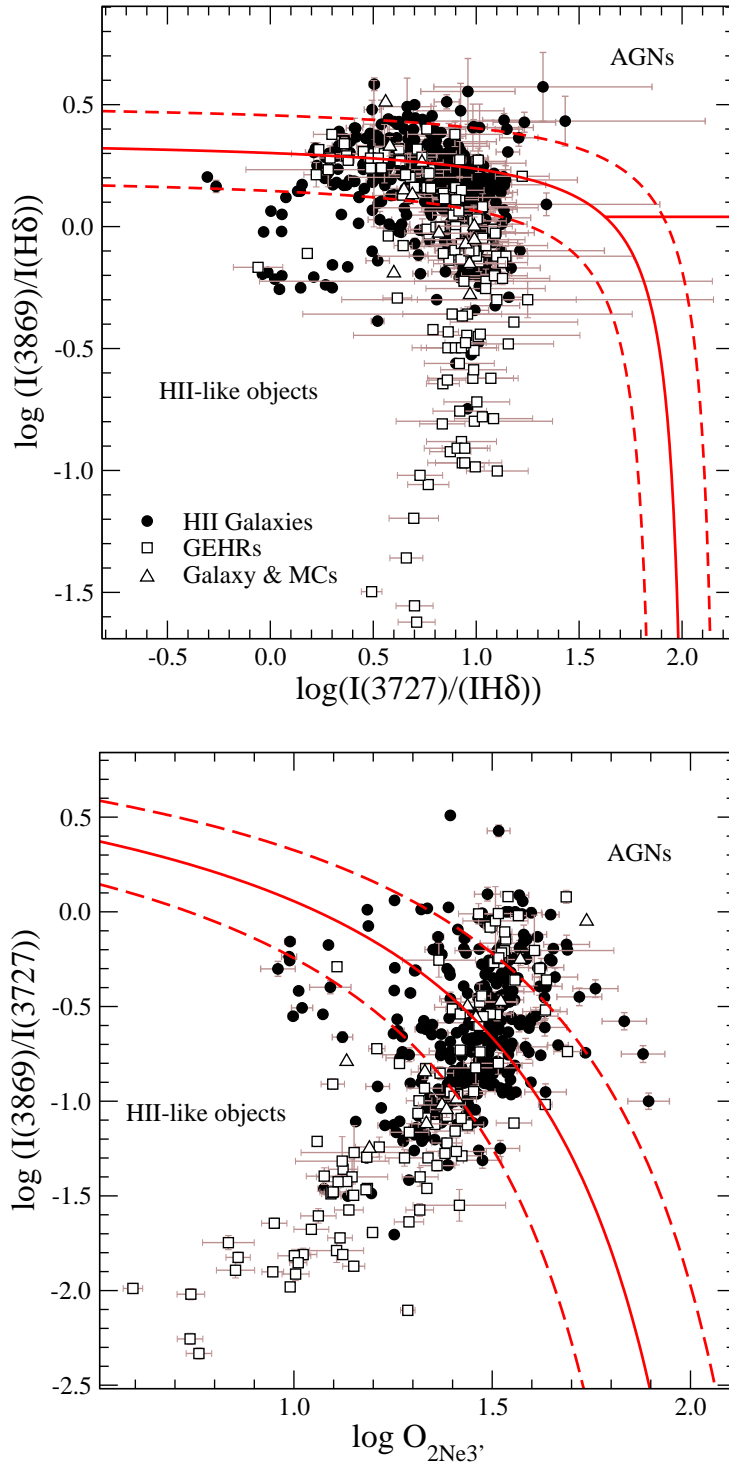 AGNs
0.5
0.0
-0.5
-1.0
-1.5
log (I(3869)/I(Hδ))
HII-like objects
HII Galaxies
GEHRs
Galaxy & MCs
-0.5 0.0 0.5 1.0 1.5 2.0
log(I(3727)/(IHδ))
AGNs
0.5
0.0
-0.5
-1.0
-1.5
-2.0
-2.5
log (I(3869)/I(3727))
HII-like objects
1.0 1.5 2.0
log O2Ne3'